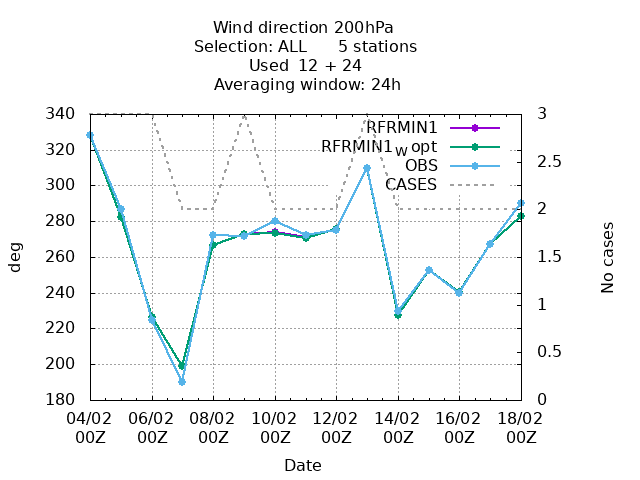 Wind direction 200hPa
Selection: ALL 5 stations
Used 12 + 24
Averaging window: 24h
340
320
300
280
260
240
220
200
180
deg
3
2.5
2
1.5
1
0.5
0
No cases
RFRMIN1
RFRMIN1w opt
OBS
CASES
04/02 06/02 08/02 10/02 12/02 14/02 16/02 18/02
00Z 00Z 00Z 00Z 00Z 00Z 00Z 00Z
Date